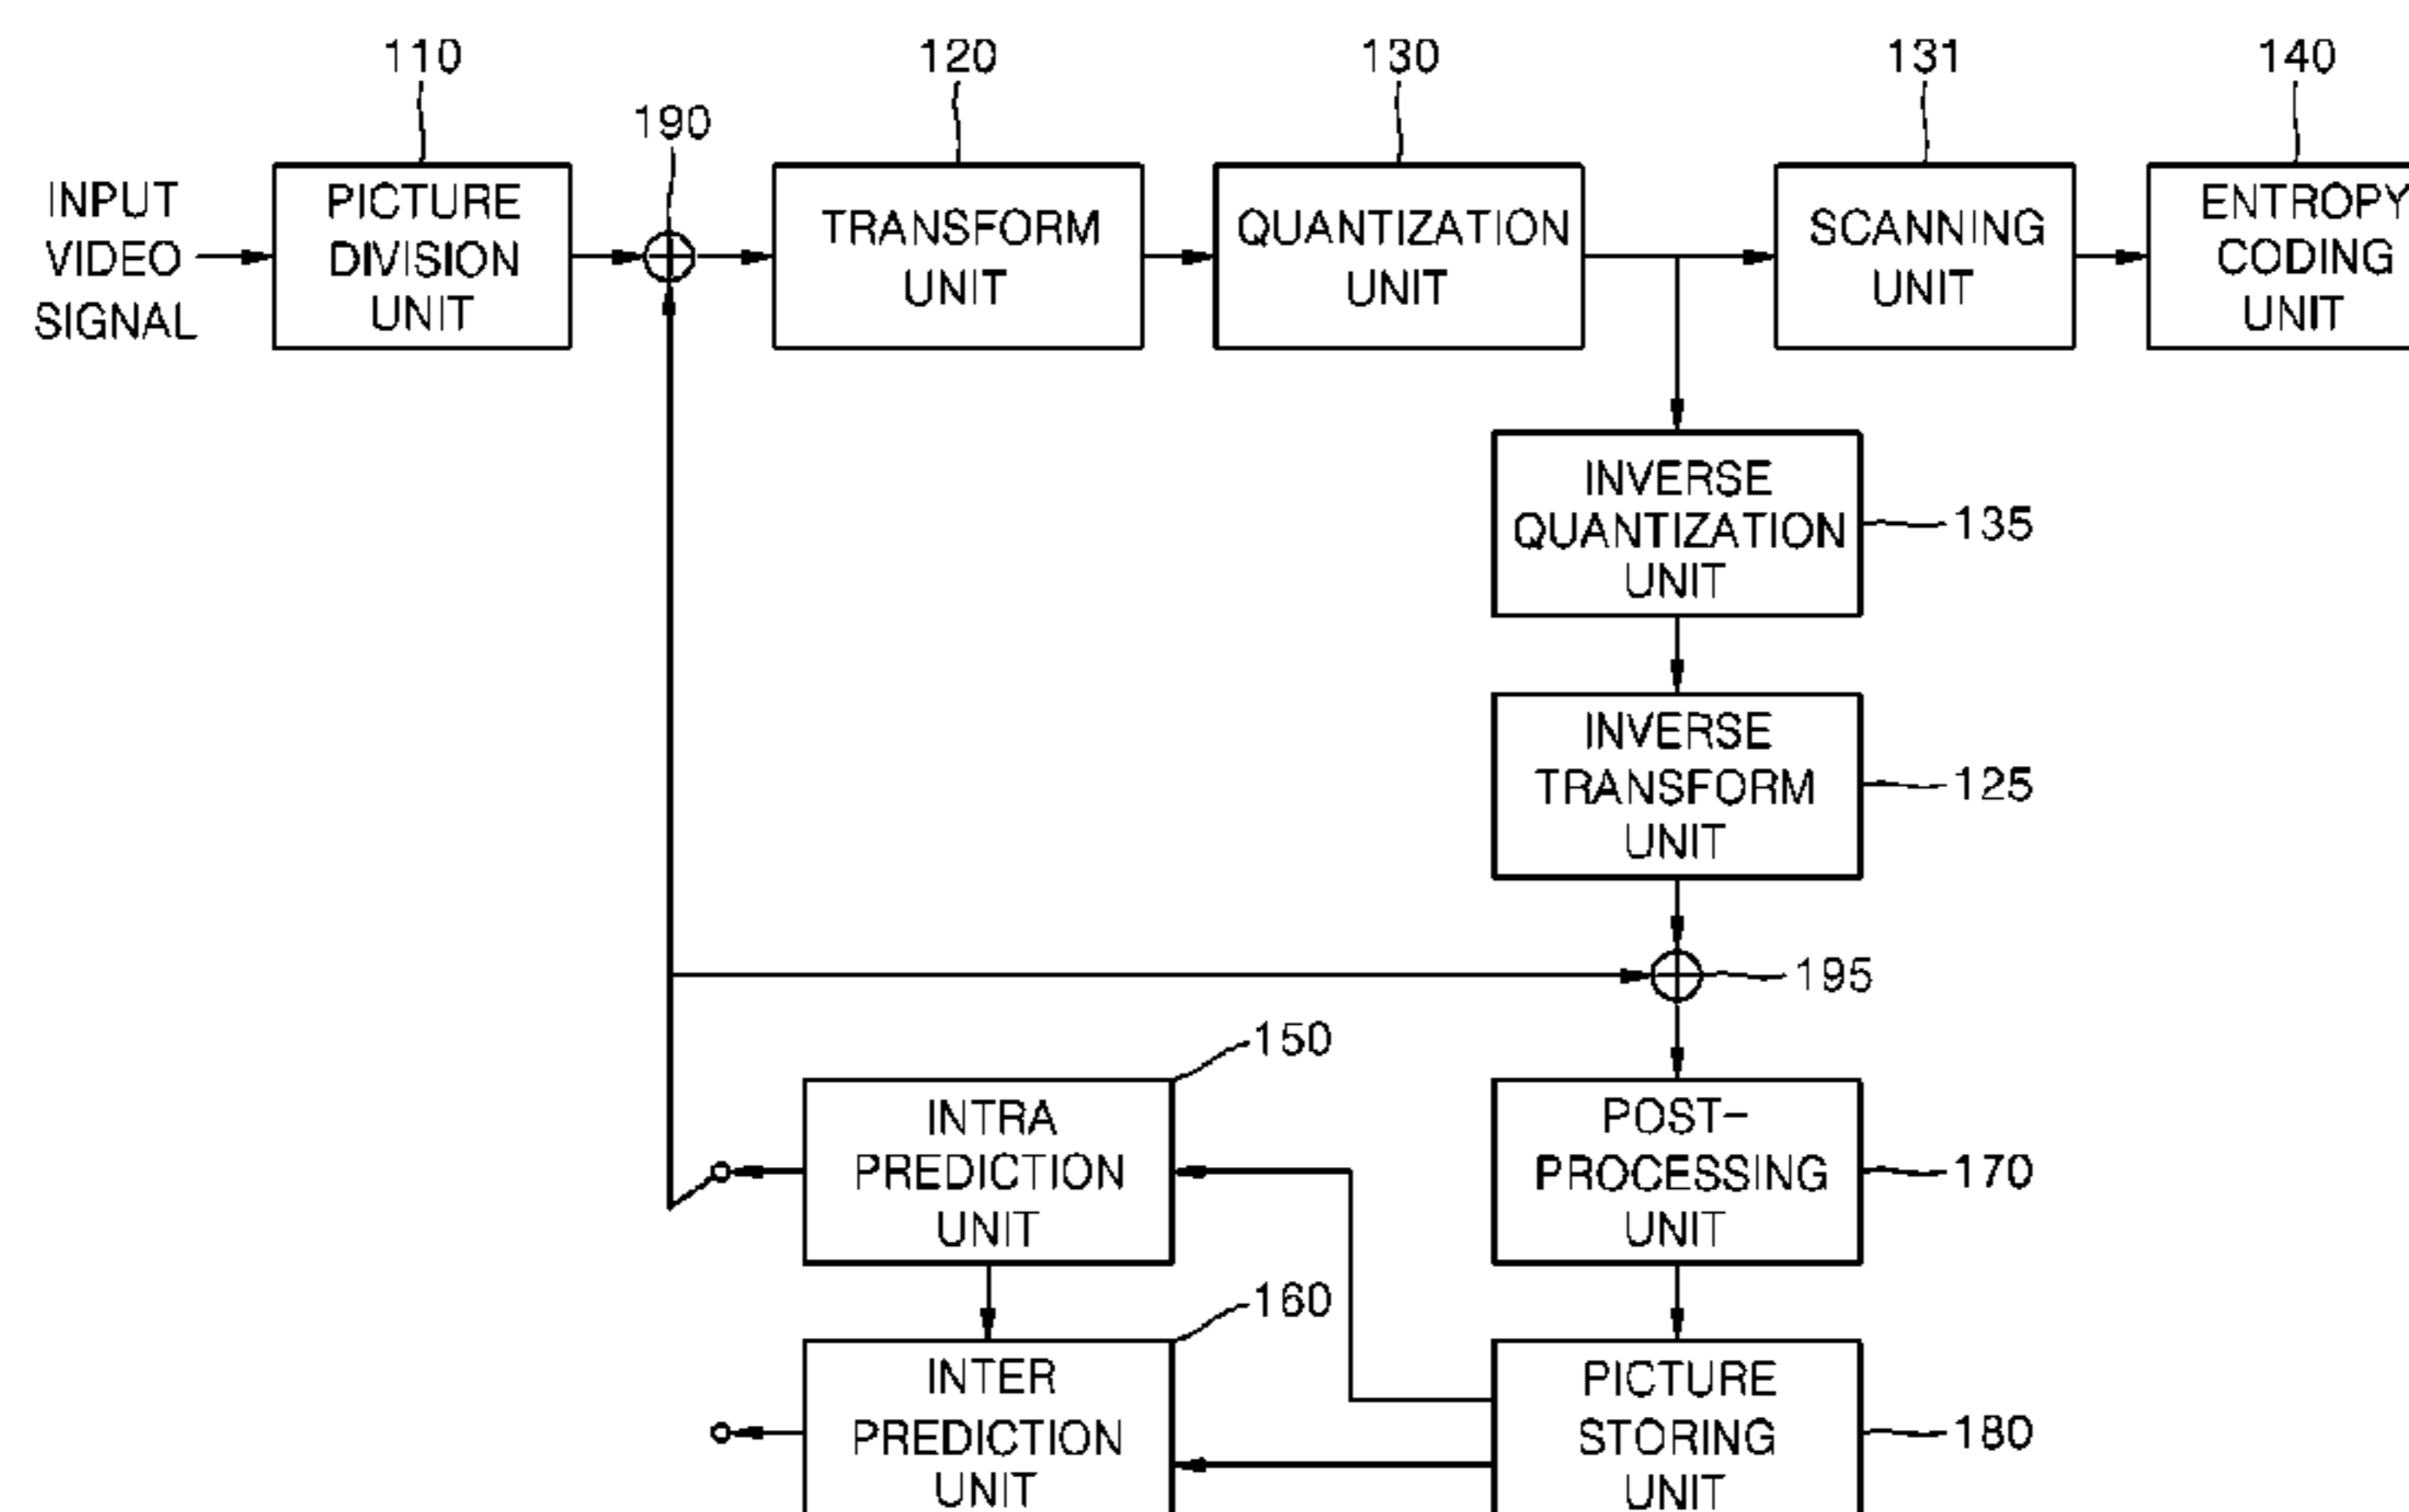 110
120
130
131
140
190
INPUT
VIDEO
SIGNAL
PICTURE
DIVISION
UNIT
TRANSFORM
UNIT
QUANTIZATION
UNIT
SCANNING
UNIT
ENTROPY
CODING
UNIT
INVERSE
QUANTIZATION
UNIT
135
INVERSE
TRANSFORM
UNIT
125
195
150
INTRA
PREDICTION
UNIT
POST-
PROCESSING
UNIT
170
160
INTER
PREDICTION
UNIT
PICTURE
STORING
UNIT
180